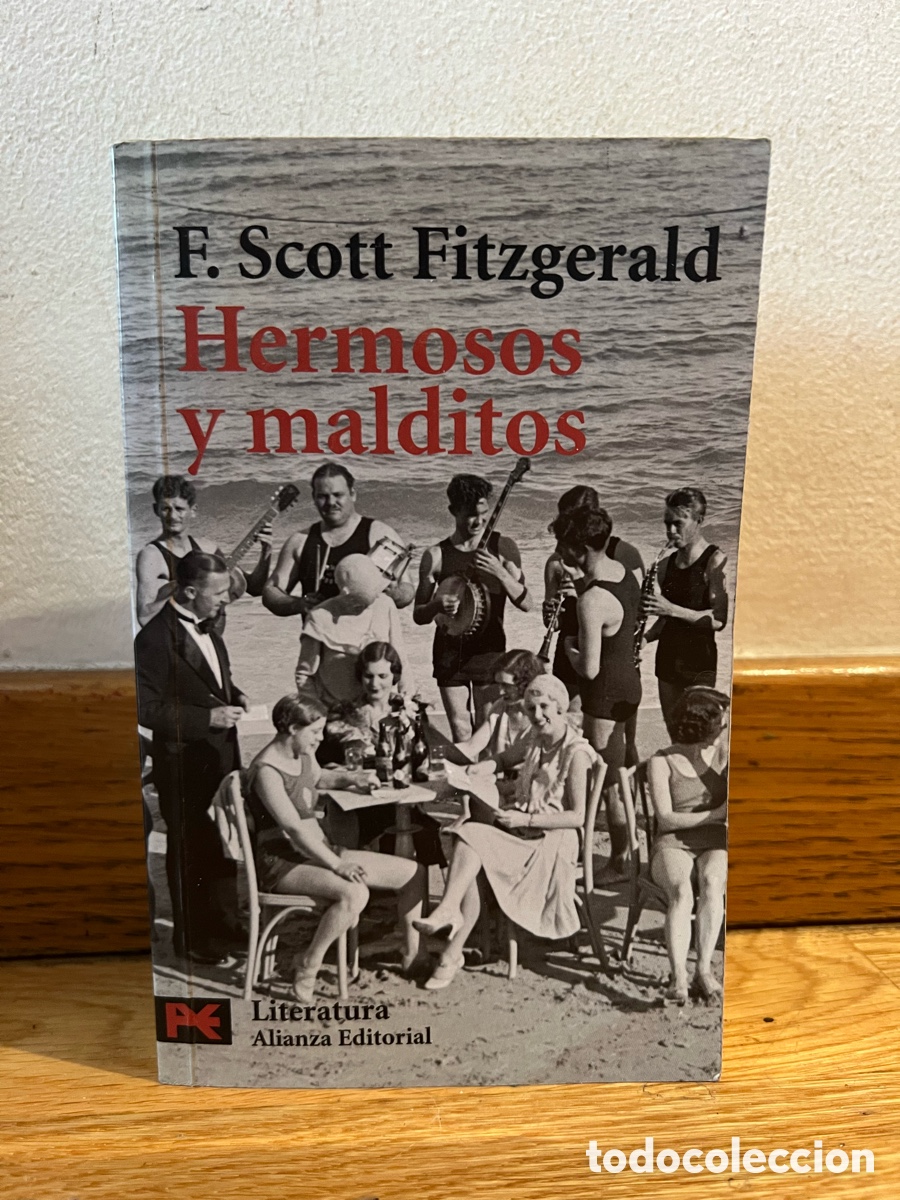 F. Scott Fitzgerald
Hermosos
y malditos
Literatura
Alianza Editorial
todocoleccion